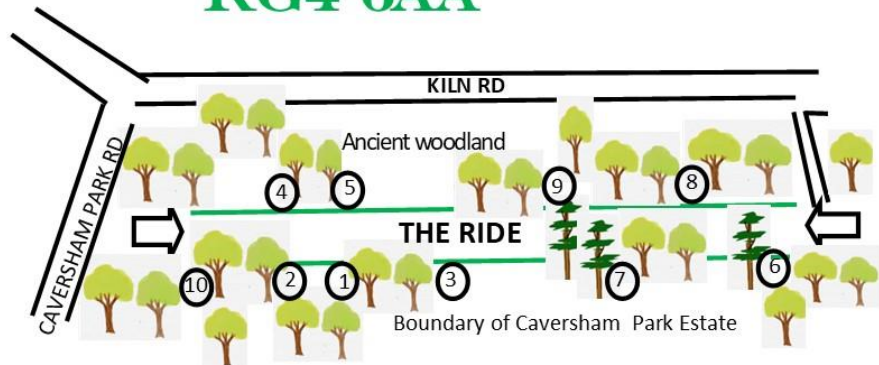 KILN RD
Ancient woodland
CAVERSHAM PARK RD
4
5
9
8
THE RIDE
10
2
1
3
7
6
Boundary of Caversham Park Estate